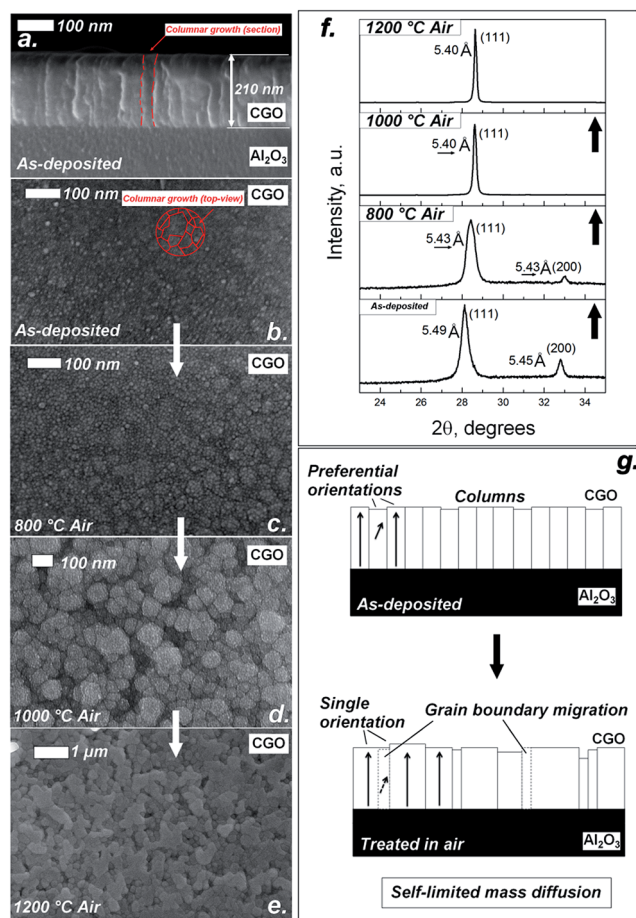 a.
100 nm
Columnar growth (section)
210 nm
CGO
As-deposited
Al₂O₃
100nm
Columnar growth (top-view)
CGO
As-deposited
b.
100nm
CGO
800 °C Air
c.
100 nm
CGO
1000 °C Air
d.
1 µm
CGO
1200 °C Air
e.
f.
1200 °C Air
5.40 Å
(111)
1000 °C Air
5.40 Å
(111)
800 °C Air
5.43 Å
(111)
5.43 Å
(200)
As-deposited
5.49 Å
(111)
5.45 Å
(200)
Intensity, a.u.
24 26 28 30 32 34
2θ, degrees
g.
Preferential
orientations
Columns
CGO
As-deposited
Al₂O₃
Single
orientation
Grain boundary migration
CGO
Treated in air
Al₂O₃
Self-limited mass diffusion